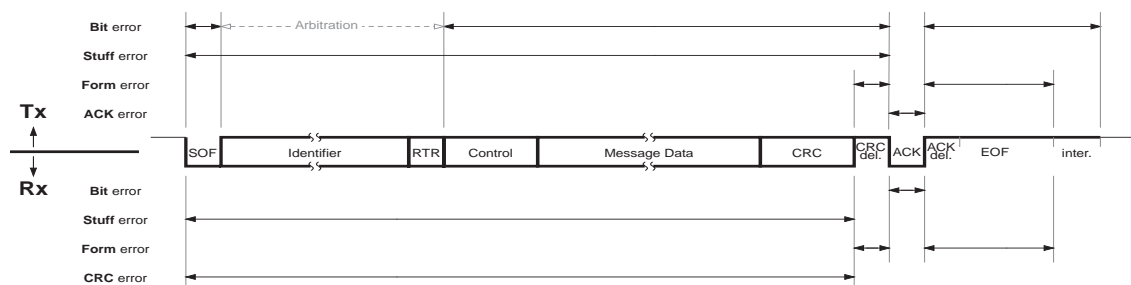 Bit error
Arbitration
Stuff error
Form error
Tx
ACK error
SOF
Identifier
RTR
Control
Message Data
CRC
CRC
del.
ACK
ACK
del.
EOF
inter.
Rx
Bit error
Stuff error
Form error
CRC error